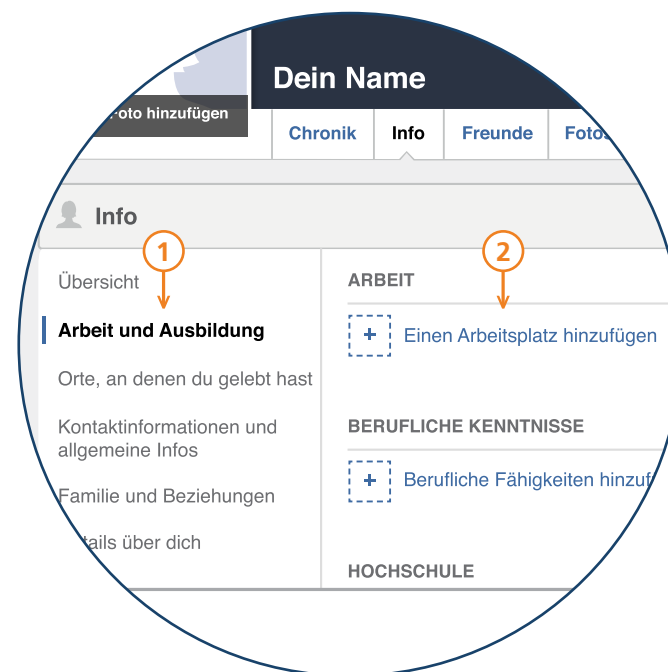 Dein Name
Foto hinzufügen
Chronik Info Freunde Fotos
Info
1
2
Übersicht
Arbeit und Ausbildung
Orte, an denen du gelebt hast
Kontaktinformationen und
allgemeine Infos
Familie und Beziehungen
über dich
ARBEIT
+ Einen Arbeitsplatz hinzufügen
BERUFLICHE KENNTNISSE
+ Berufliche Fähigkeiten
HOCHSCHULE